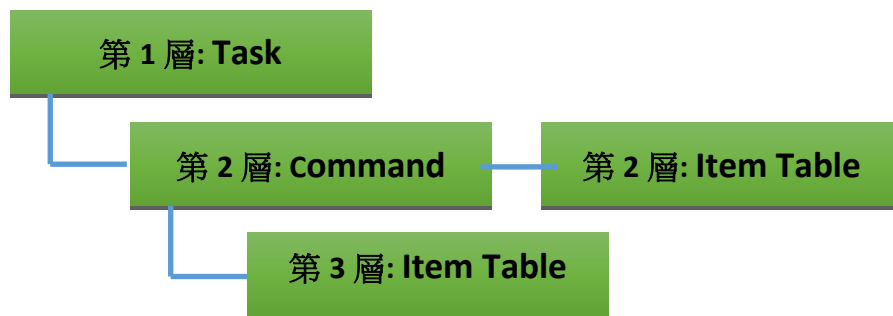 第 1 層: Task
第 2 層: Command
第 2 層: Item Table
第 3 層: Item Table